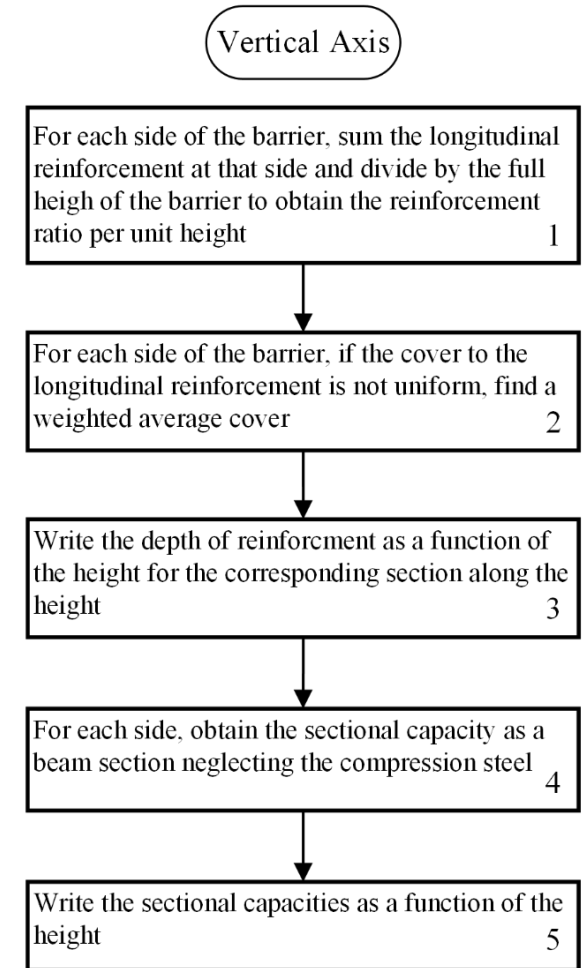 Vertical Axis
For each side of the barrier, sum the longitudinal
reinforcement at that side and divide by the full
heigh of the barrier to obtain the reinforcement
ratio per unit height
1
For each side of the barrier, if the cover to the
longitudinal reinforcement is not uniform, find a
weighted average cover
2
Write the depth of reinforcment as a function of
the height for the corresponding section along the
height
3
For each side, obtain the sectional capacity as a
beam section neglecting the compression steel
4
Write the sectional capacities as a function of the
height
5